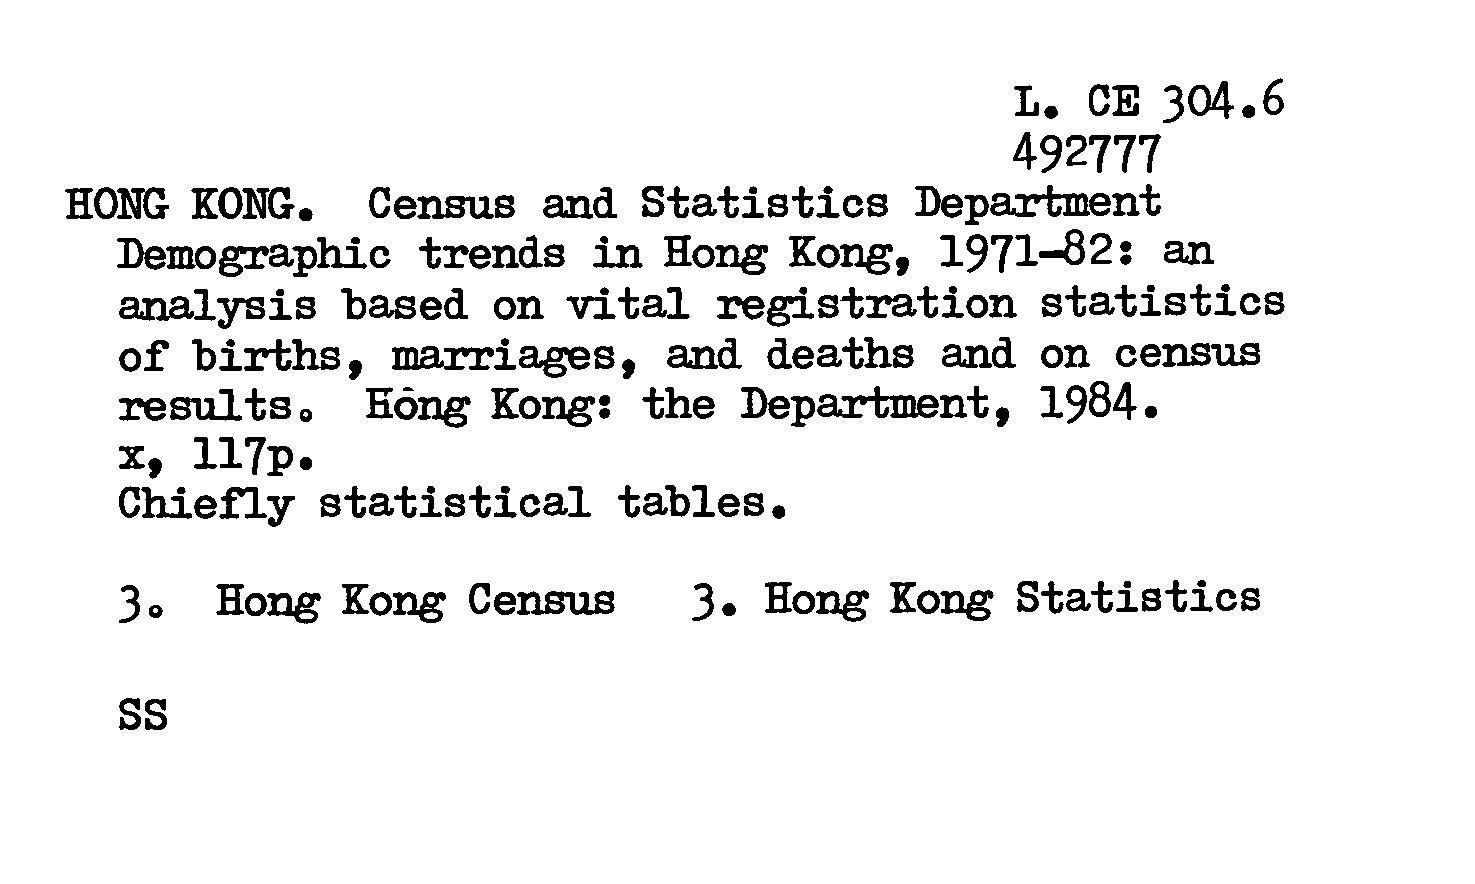 L. CE 304.6
492777
HONG KONG. Census and Statistics Department
Demographic trends in Hong Kong, 1971-82: an
analysis based on vital registration statistics
of births, marriages, and deaths and on census
results. Hong Kong: the Department, 1984.
x, 117p.
Chiefly statistical tables.
3. Hong Kong Census 3. Hong Kong Statistics
SS